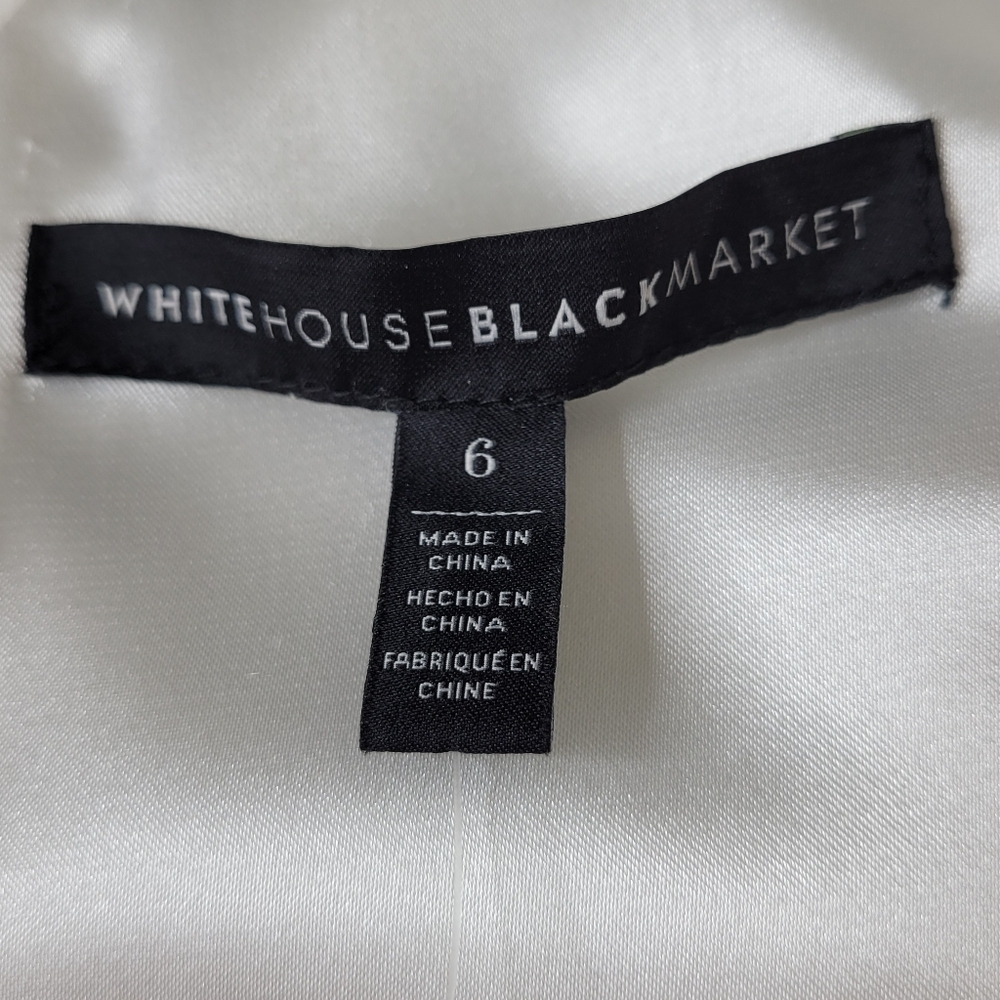 WHITEHOUSEBLACKMARKET
6
MADE IN
CHINA
HECHO EN
CHINA
FABRIQUÉ EN
CHINE